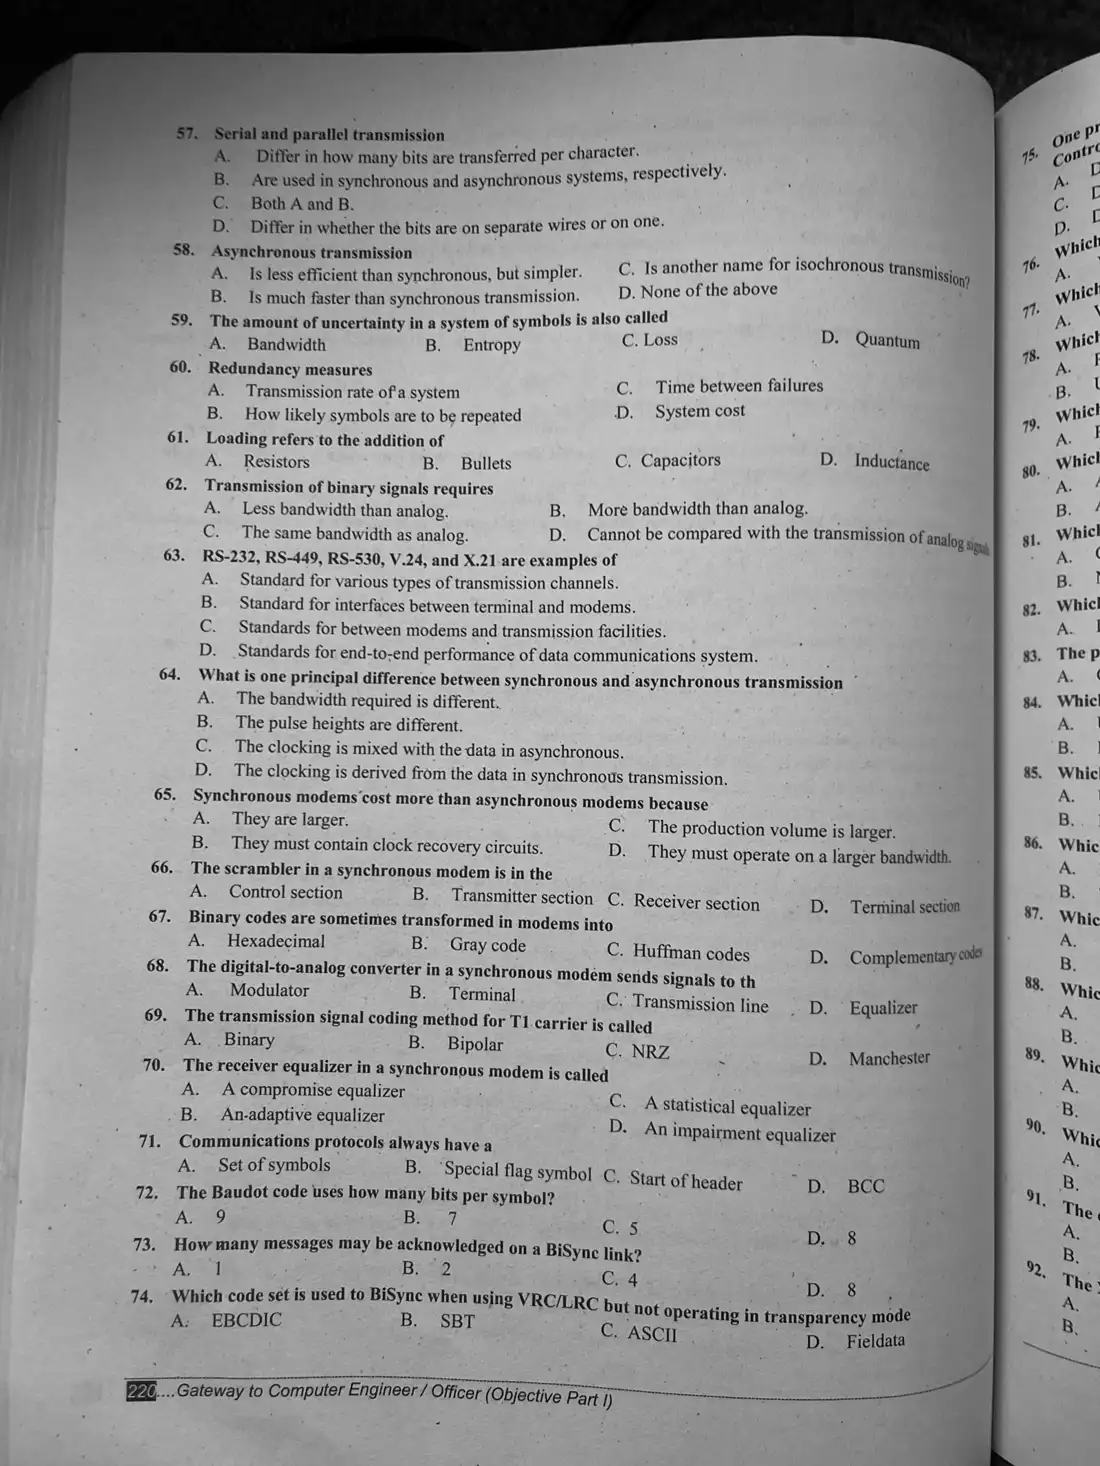 57. Serial and parallel transmission
A. Differ in how many bits are transferred per character.
B. Are used in synchronous and asynchronous systems, respectively.
C. Both A and B.
D. Differ in whether the bits are on separate wires or on one.
58. Asynchronous transmission
A. Is less efficient than synchronous, but simpler. C. Is another name for isochronous transmission?
B. Is much faster than synchronous transmission. D. None of the above
59. The amount of uncertainty in a system of symbols is also called
A. Bandwidth B. Entropy C. Loss D. Quantum
60. Redundancy measures
A. Transmission rate of a system C. Time between failures
B. How likely symbols are to be repeated D. System cost
61. Loading refers to the addition of
A. Resistors B. Bullets C. Capacitors D. Inductance
62. Transmission of binary signals requires
A. Less bandwidth than analog. B. More bandwidth than analog.
C. The same bandwidth as analog. D. Cannot be compared with the transmission of analog signals
63. RS-232, RS-449, RS-530, V.24, and X.21 are examples of
A. Standard for various types of transmission channels.
B. Standard for interfaces between terminal and modems.
C. Standards for between modems and transmission facilities.
D. Standards for end-to-end performance of data communications system.
64. What is one principal difference between synchronous and asynchronous transmission
A. The bandwidth required is different.
B. The pulse heights are different.
C. The clocking is mixed with the data in asynchronous.
D. The clocking is derived from the data in synchronous transmission.
65. Synchronous modems cost more than asynchronous modems because
A. They are larger. C. The production volume is larger.
B. They must contain clock recovery circuits. D. They must operate on a larger bandwidth.
66. The scrambler in a synchronous modem is in the
A. Control section B. Transmitter section C. Receiver section D. Terminal section
67. Binary codes are sometimes transformed in modems into
A. Hexadecimal B. Gray code C. Huffman codes D. Complementary codes
68. The digital-to-analog converter in a synchronous modem sends signals to th
A. Modulator B. Terminal C. Transmission line D. Equalizer
69. The transmission signal coding method for T1 carrier is called
A. Binary B. Bipolar C. NRZ D. Manchester
70. The receiver equalizer in a synchronous modem is called
A. A compromise equalizer C. A statistical equalizer
B. An-adaptive equalizer D. An impairment equalizer
71. Communications protocols always have a
A. Set of symbols B. Special flag symbol C. Start of header D. BCC
72. The Baudot code uses how many bits per symbol?
A. 9 B. 7 C. 5 D. 8
73. How many messages may be acknowledged on a BiSync link?
A. 1 B. 2 C. 4 D. 8
74. Which code set is used to BiSync when using VRC/LRC but not operating in transparency mode
A. EBCDIC B. SBT C. ASCII D. Fieldata
220....Gateway to Computer Engineer / Officer (Objective Part I)
75. One
A.
C.
D.
76. Which
A.
77. Which
A.
78. Which
A.
B.
79. Which
A.
80. Which
A.
B.
81. Which
A.
B.
82. Which
A.
83. The
A.
84. Which
A.
B.
85. Which
A.
B.
86. Whic
A.
B.
87. Whic
A.
B.
88. Whic
A.
B.
89. Whic
A.
B.
90. Whic
A.
B.
91. The
A.
B.
92. The
A.
B.